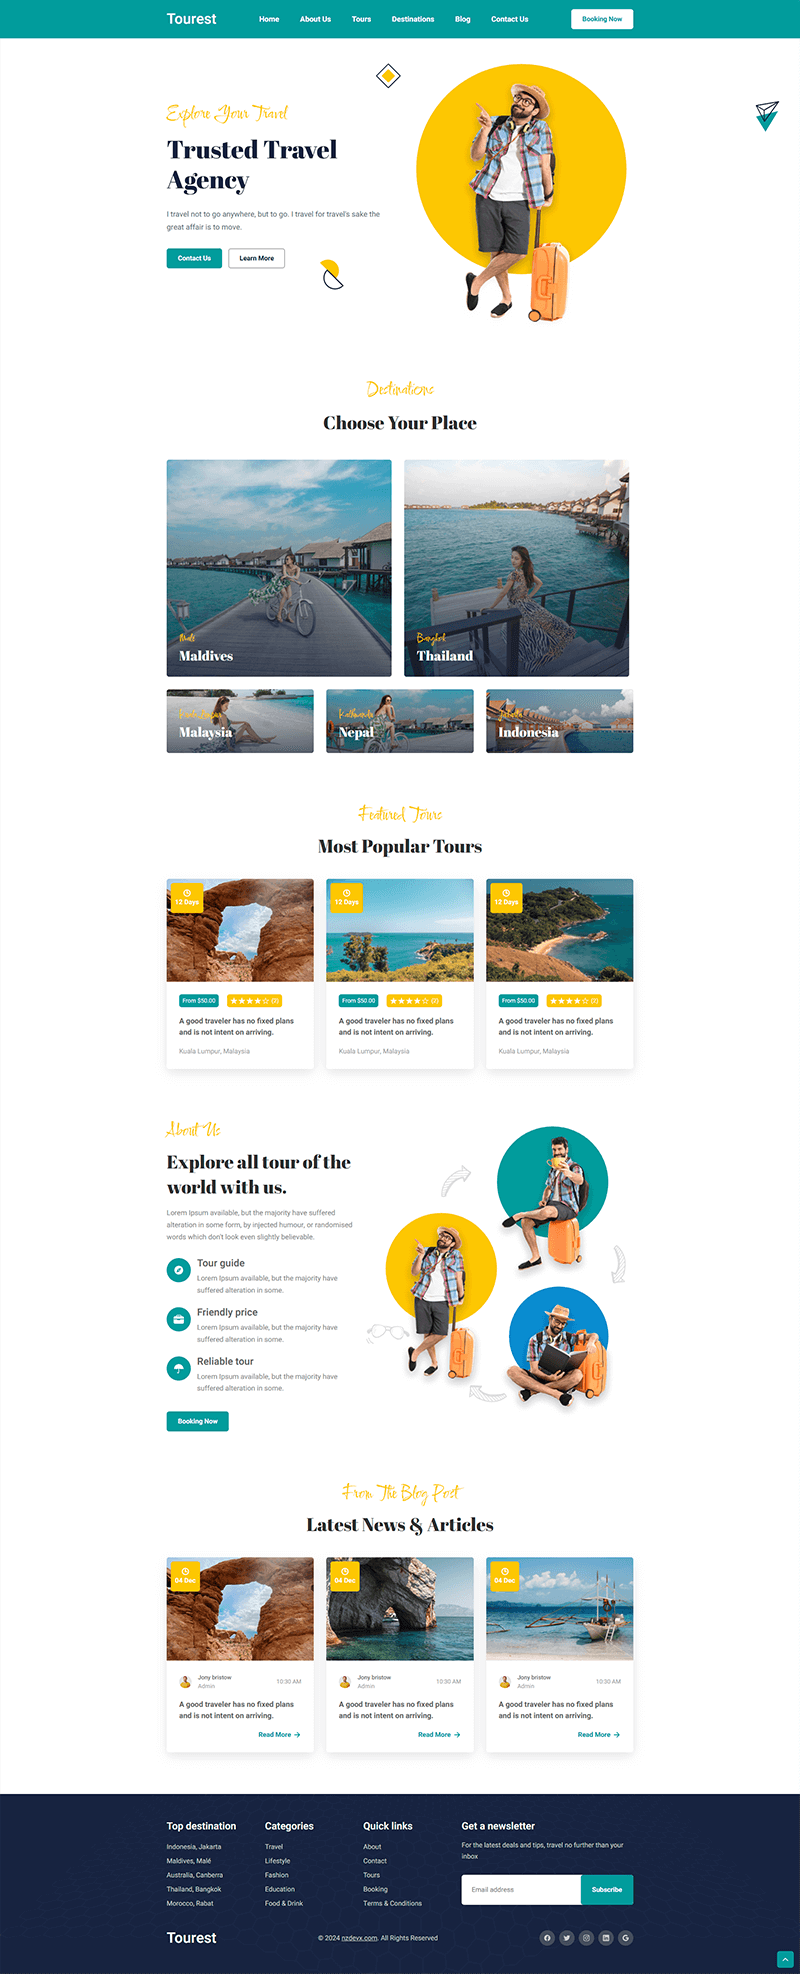 Tourest
Home
About Us
Tours
Destinations
Blog
Contact Us
Booking Now
Explore Your Travel
Trusted Travel
Agency
I travel not to go anywhere, but to go. I travel for travel's sake the
great affair is to move.
Contact Us
Learn More
Destinations
Choose Your Place
Malé
Maldives
Bangkok
Thailand
Kuala Lumpur
Malaysia
Kathmandu
Nepal
Jakarta
Indonesia
Featured Tours
Most Popular Tours
12 Days
From $50.00
(2)
A good traveler has no fixed plans
and is not intent on arriving.
Kuala Lumpur, Malaysia
12 Days
From $50.00
(2)
A good traveler has no fixed plans
and is not intent on arriving.
Kuala Lumpur, Malaysia
12 Days
From $50.00
(2)
A good traveler has no fixed plans
and is not intent on arriving.
Kuala Lumpur, Malaysia
About Us
Explore all tour of the
world with us.
Lorem Ipsum available, but the majority have suffered
alteration in some form, by injected humour, or randomised
words which don't look even slightly believable.
Tour guide
Lorem Ipsum available, but the majority have
suffered alteration in some.
Friendly price
Lorem Ipsum available, but the majority have
suffered alteration in some.
Reliable tour
Lorem Ipsum available, but the majority have
suffered alteration in some.
Booking Now
From The Blog Post
Latest News & Articles
04 Dec
Jony bristow
Admin
10:30 AM
A good traveler has no fixed plans
and is not intent on arriving.
Read More
04 Dec
Jony bristow
Admin
10:30 AM
A good traveler has no fixed plans
and is not intent on arriving.
Read More
04 Dec
Jony bristow
Admin
10:30 AM
A good traveler has no fixed plans
and is not intent on arriving.
Read More
Top destination
Indonesia, Jakarta
Maldives, Malé
Australia, Canberra
Thailand, Bangkok
Morocco, Rabat
Categories
Travel
Lifestyle
Fashion
Education
Food & Drink
Quick links
About
Contact
Tours
Booking
Terms & Conditions
Get a newsletter
For the latest deals and tips, travel no further than your
inbox
Email address
Subscribe
Tourest
© 2024 nzdevx.com. All Rights Reserved